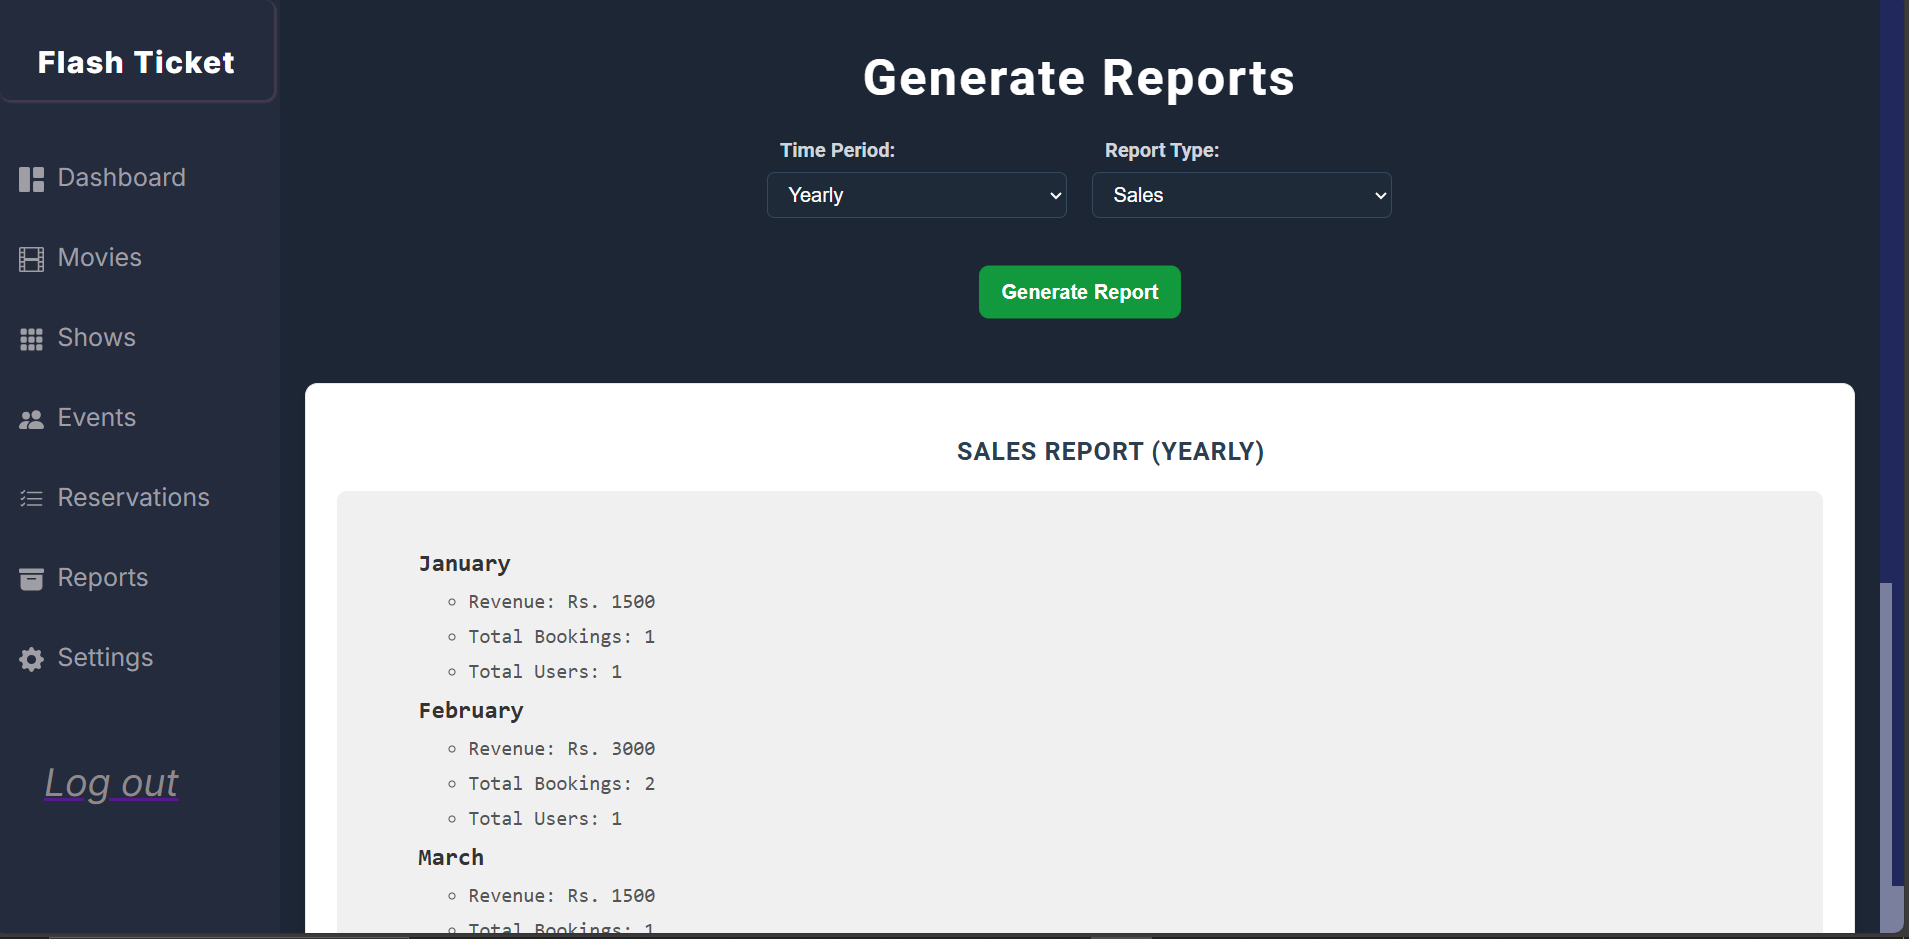 Flash Ticket
Dashboard
Movies
Shows
Events
Reservations
Reports
Settings
Log out
Generate Reports
Time Period:
Report Type:
Yearly
Sales
Generate Report
SALES REPORT (YEARLY)
January
Revenue: Rs. 1500
Total Bookings: 1
Total Users: 1
February
Revenue: Rs. 3000
Total Bookings: 2
Total Users: 1
March
Revenue: Rs. 1500
Total Bookings: 1